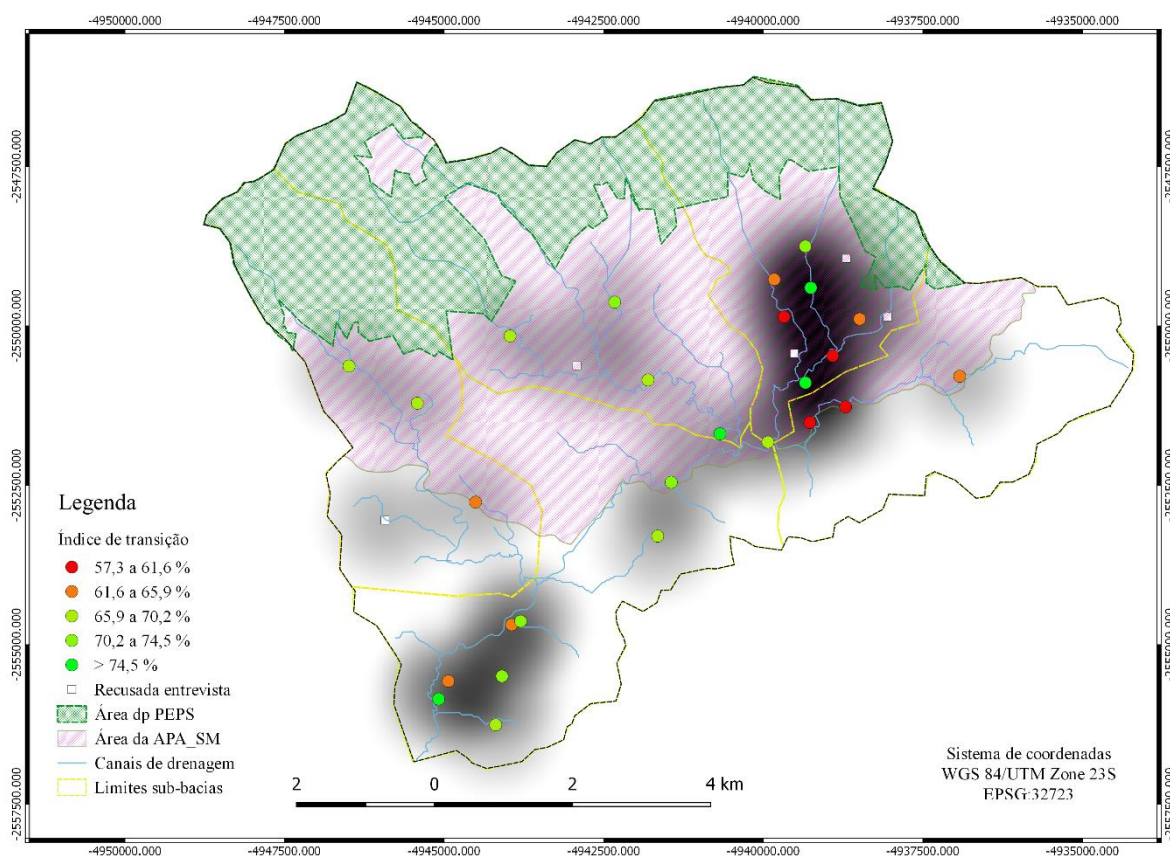 -4950000.000 -4947500.000 -4945000.000 -4942500.000 -4940000.000 -4937500.000 -4935000.000
-2547500.000 -2547500.000
-2550000.000 -2550000.000
-2552500.000 -2552500.000
-2555000.000 -2555000.000
-2557500.000 -2557500.000
Legenda
Índice de transição
57,3 a 61,6 %
61,6 a 65,9 %
65,9 a 70,2 %
70,2 a 74,5 %
> 74,5 %
Recusada entrevista
Área dp PEPS
Área da APA_SM
Canais de drenagem
Limites sub-bacias
2 0 2 4 km
Sistema de coordenadas
WGS 84/UTM Zone 23S
EPSG:32723
-4950000.000 -4947500.000 -4945000.000 -4942500.000 -4940000.000 -4937500.000 -4935000.000